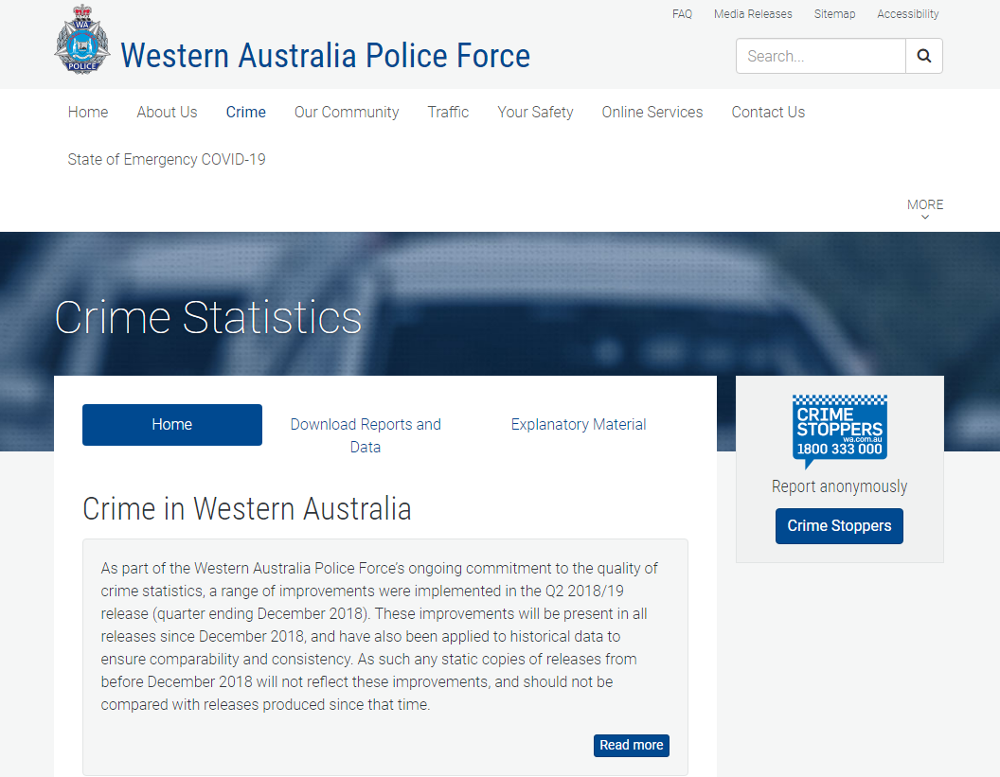 FAQ Media Releases Sitemap Accessibility
WA
POLICE
Western Australia Police Force
Search...
Home About Us Crime Our Community Traffic Your Safety Online Services Contact Us
State of Emergency COVID-19
MORE
Crime Statistics
Home
Download Reports and
Data
Explanatory Material
Crime in Western Australia
As part of the Western Australia Police Force's ongoing commitment to the quality of
crime statistics, a range of improvements were implemented in the Q2 2018/19
release (quarter ending December 2018). These improvements will be present in all
releases since December 2018, and have also been applied to historical data to
ensure comparability and consistency. As such any static copies of releases from
before December 2018 will not reflect these improvements, and should not be
compared with releases produced since that time.
Read more
CRIME
STOPPERS
wa.com.au
1800 333 000
Report anonymously
Crime Stoppers